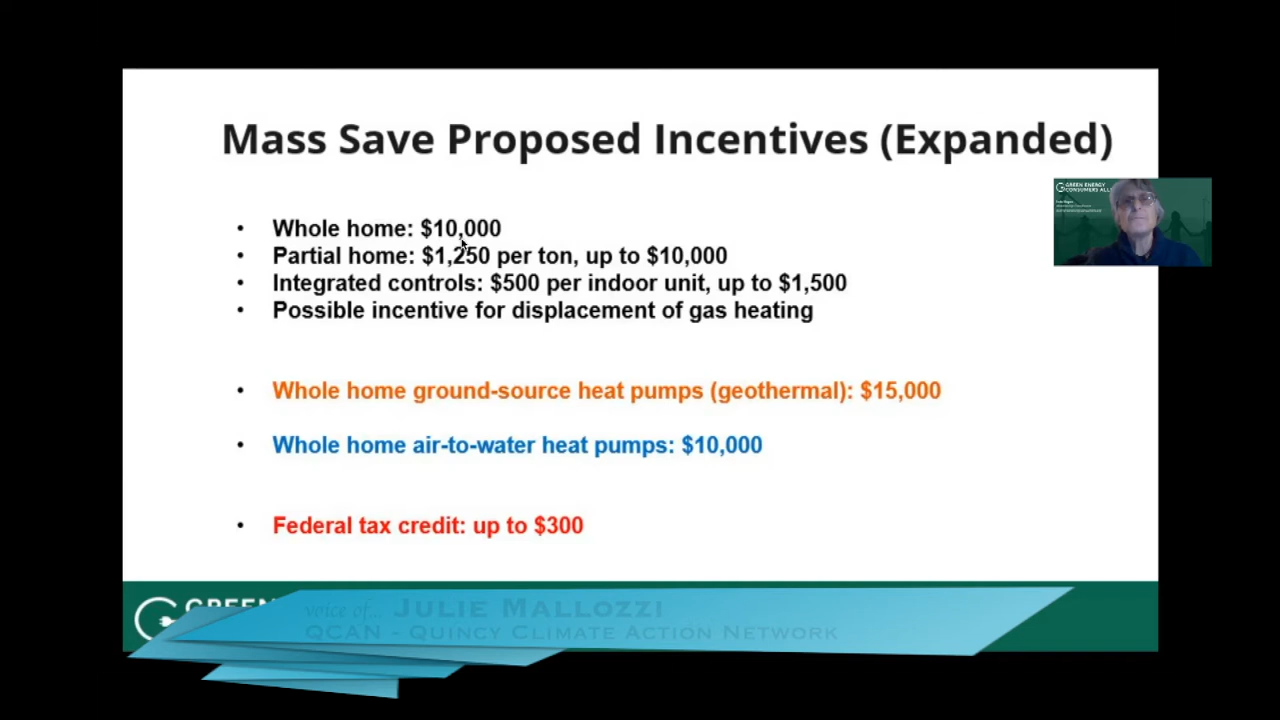 Mass Save Proposed Incentives (Expanded)
GREEN ENERGY
CONSUMERS ALL
• Whole home: $10,000
• Partial home: $1,250 per ton, up to $10,000
• Integrated controls: $500 per indoor unit, up to $1,500
• Possible incentive for displacement of gas heating
• Whole home ground-source heat pumps (geothermal): $15,000
• Whole home air-to-water heat pumps: $10,000
• Federal tax credit: up to $300
voice of... JULIE MALLOZZI
QCAN - QUINCY CLIMATE ACTION NETWORK